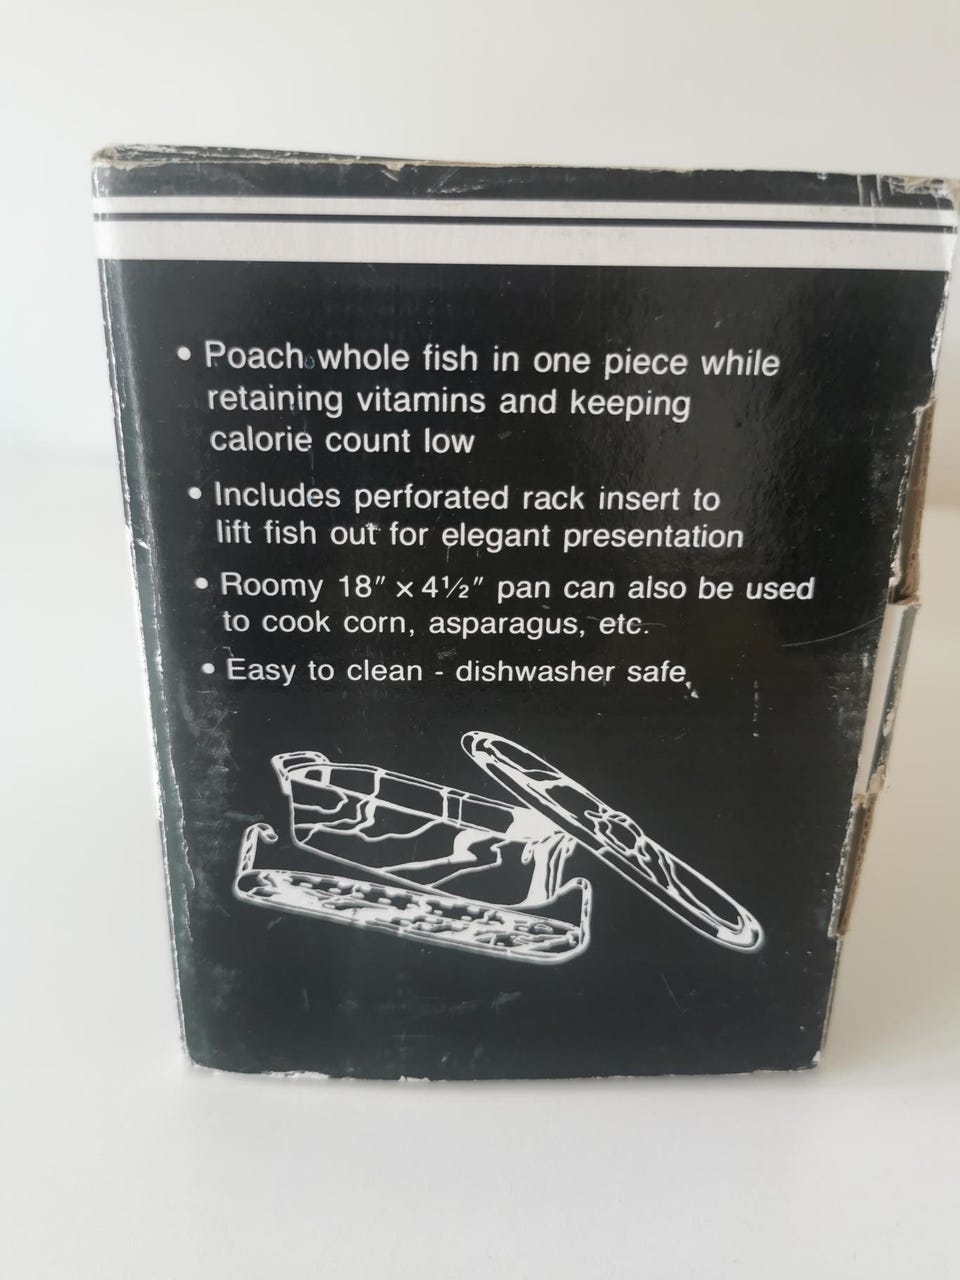 • Poach whole fish in one piece while
retaining vitamins and keeping
calorie count low
• Includes perforated rack insert to
lift fish out for elegant presentation
• Roomy 18" x 4½" pan can also be used
to cook corn, asparagus, etc.
• Easy to clean - dishwasher safe.